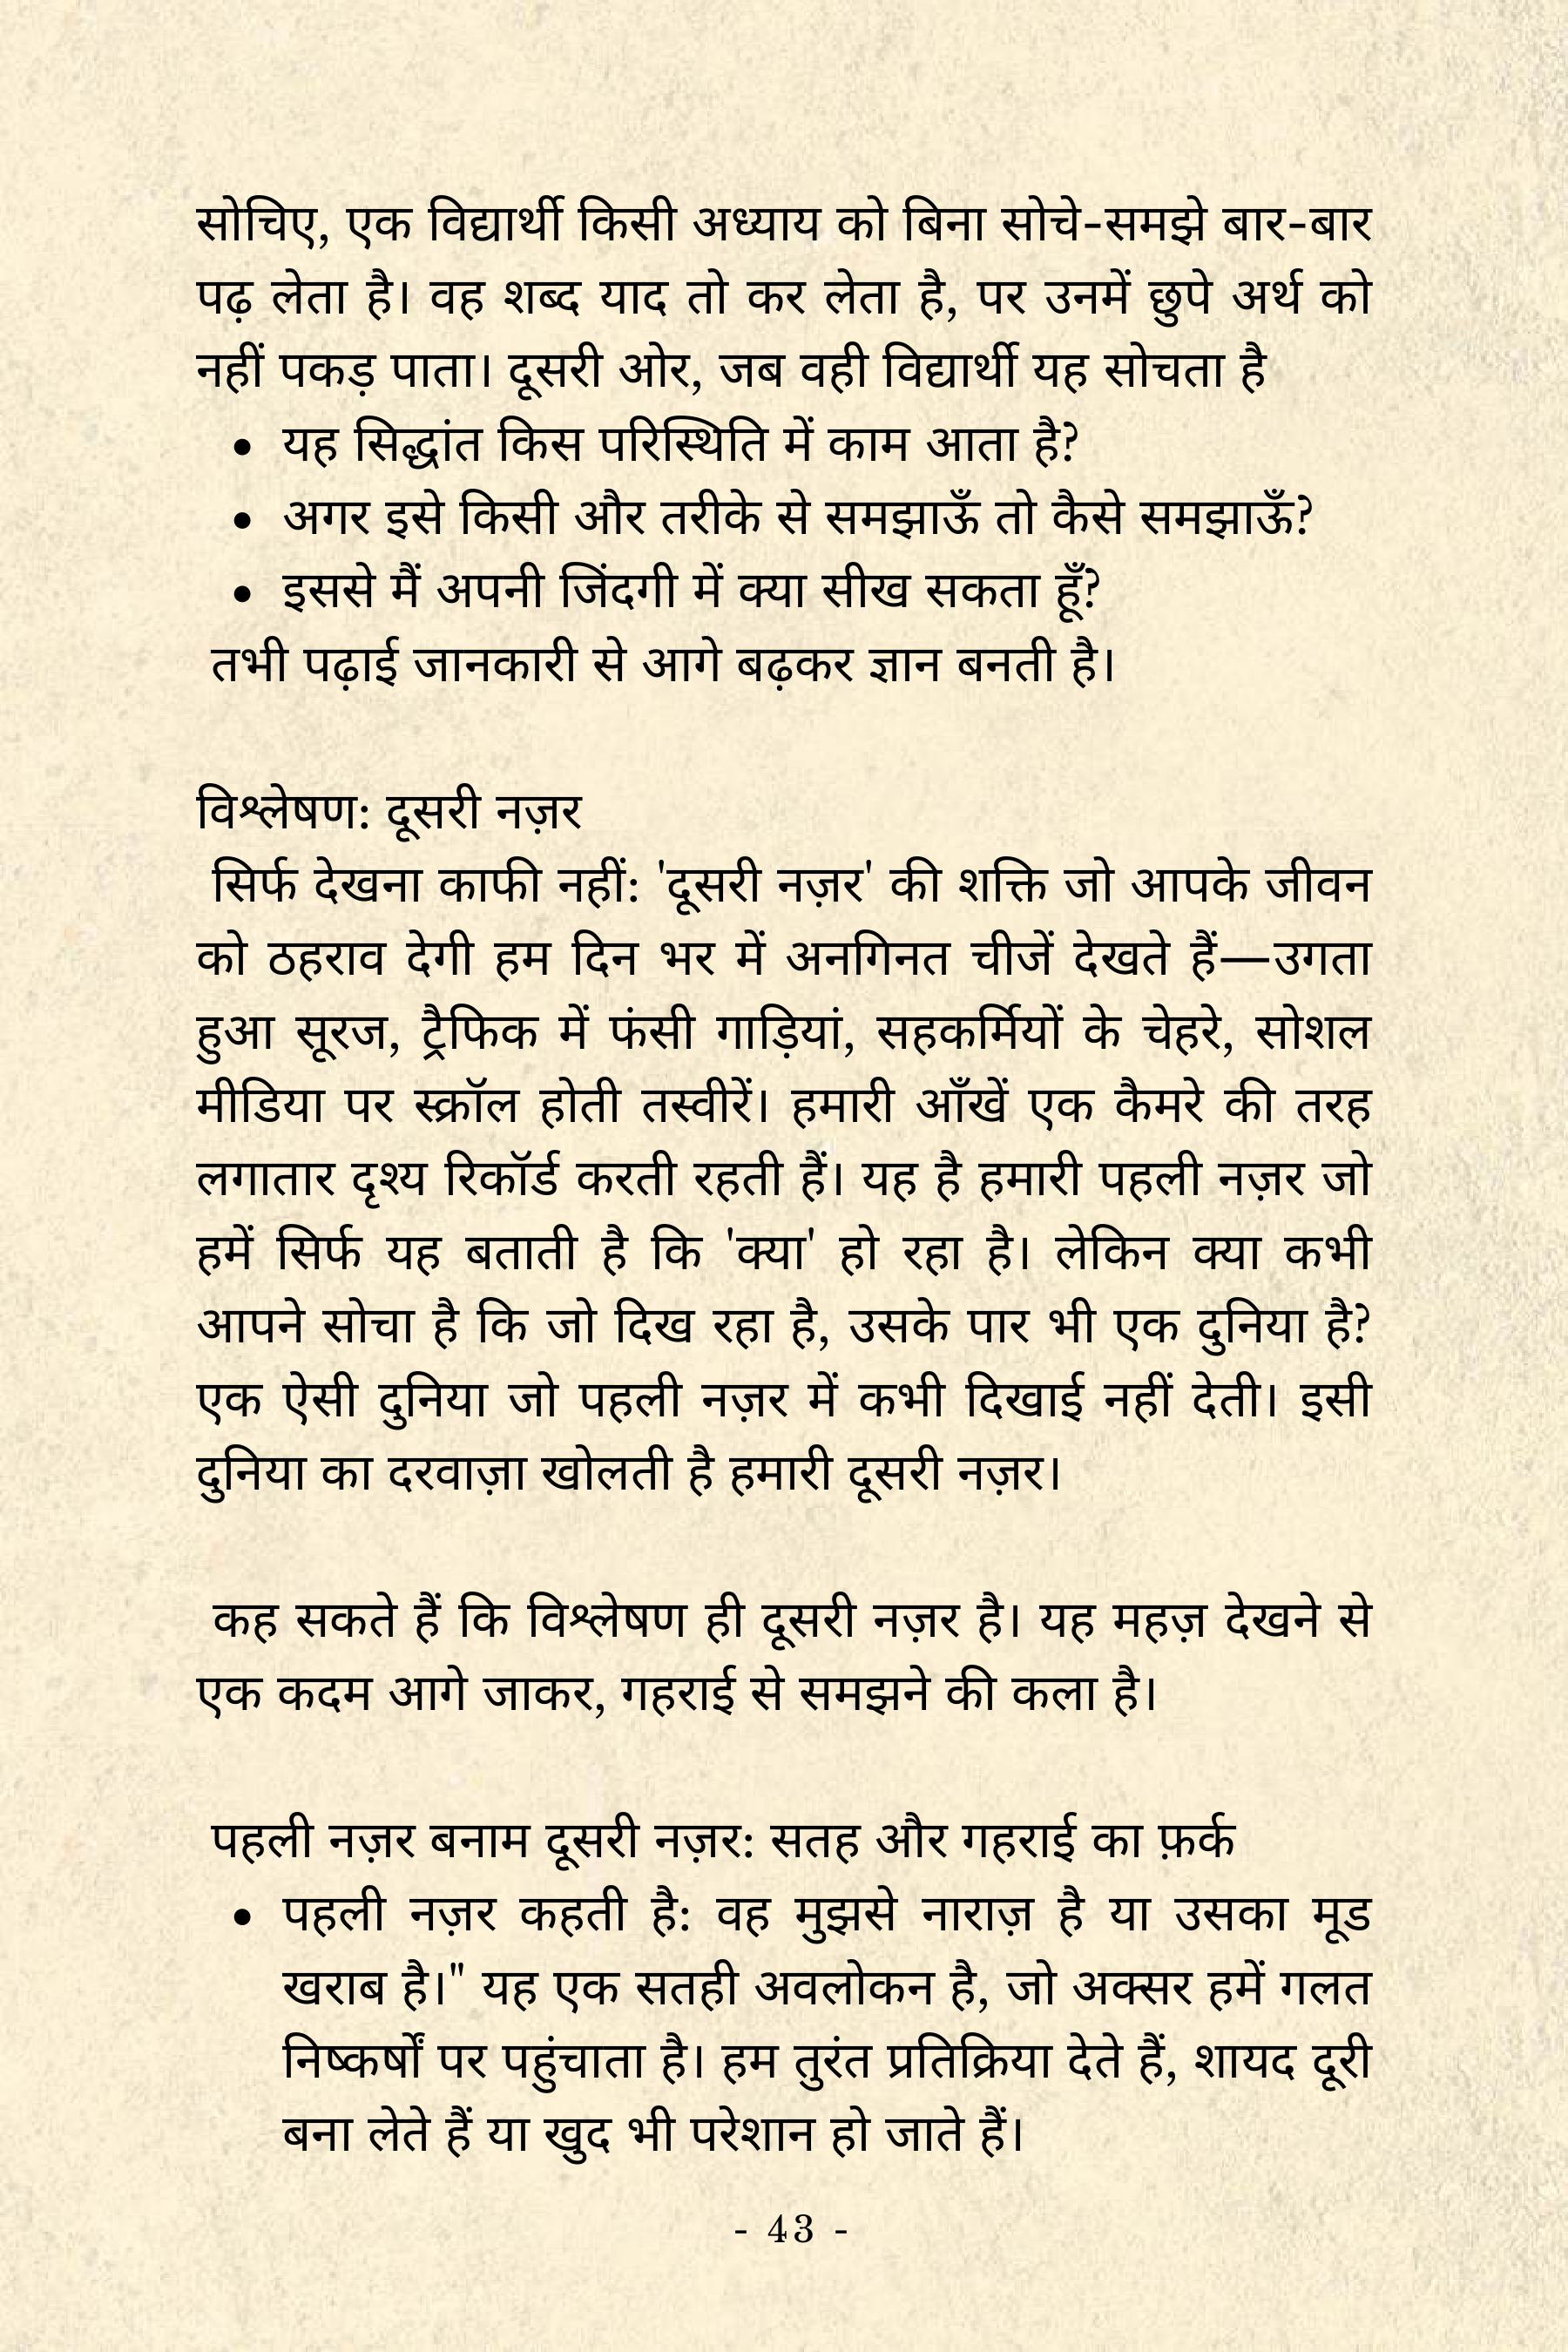 सोचिए, एक विद्यार्थी किसी अध्याय को बिना सोचे-समझे बार-बार
पढ़ लेता है। वह शब्द याद तो कर लेता है, पर उनमें छुपे अर्थ को
नहीं पकड़ पाता। दूसरी ओर, जब वही विद्यार्थी यह सोचता है
• यह सिद्धांत किस परिस्थिति में काम आता है?
• अगर इसे किसी और तरीके से समझाऊँ तो कैसे समझाऊँ?
• इससे मैं अपनी जिंदगी में क्या सीख सकता हूँ?
तभी पढ़ाई जानकारी से आगे बढ़कर ज्ञान बनती है।
विश्लेषण: दूसरी नज़र
सिर्फ देखना काफी नहीं: 'दूसरी नज़र' की शक्ति जो आपके जीवन
को ठहराव देगी हम दिन भर में अनगिनत चीजें देखते हैं—उगता
हुआ सूरज, ट्रैफिक में फंसी गाड़ियां, सहकर्मियों के चेहरे, सोशल
मीडिया पर स्क्रॉल होती तस्वीरें। हमारी आँखें एक कैमरे की तरह
लगातार दृश्य रिकॉर्ड करती रहती हैं। यह है हमारी पहली नज़र जो
हमें सिर्फ यह बताती है कि 'क्या' हो रहा है। लेकिन क्या कभी
आपने सोचा है कि जो दिख रहा है, उसके पार भी एक दुनिया है?
एक ऐसी दुनिया जो पहली नज़र में कभी दिखाई नहीं देती। इसी
दुनिया का दरवाज़ा खोलती है हमारी दूसरी नज़र।
कह सकते हैं कि विश्लेषण ही दूसरी नज़र है। यह महज़ देखने से
एक कदम आगे जाकर, गहराई से समझने की कला है।
पहली नज़र बनाम दूसरी नज़र: सतह और गहराई का फ़र्क
• पहली नज़र कहती है: वह मुझसे नाराज़ है या उसका मूड
खराब है।" यह एक सतही अवलोकन है, जो अक्सर हमें गलत
निष्कर्षों पर पहुंचाता है। हम तुरंत प्रतिक्रिया देते हैं, शायद दूरी
बना लेते हैं या खुद भी परेशान हो जाते हैं।
- 43 -